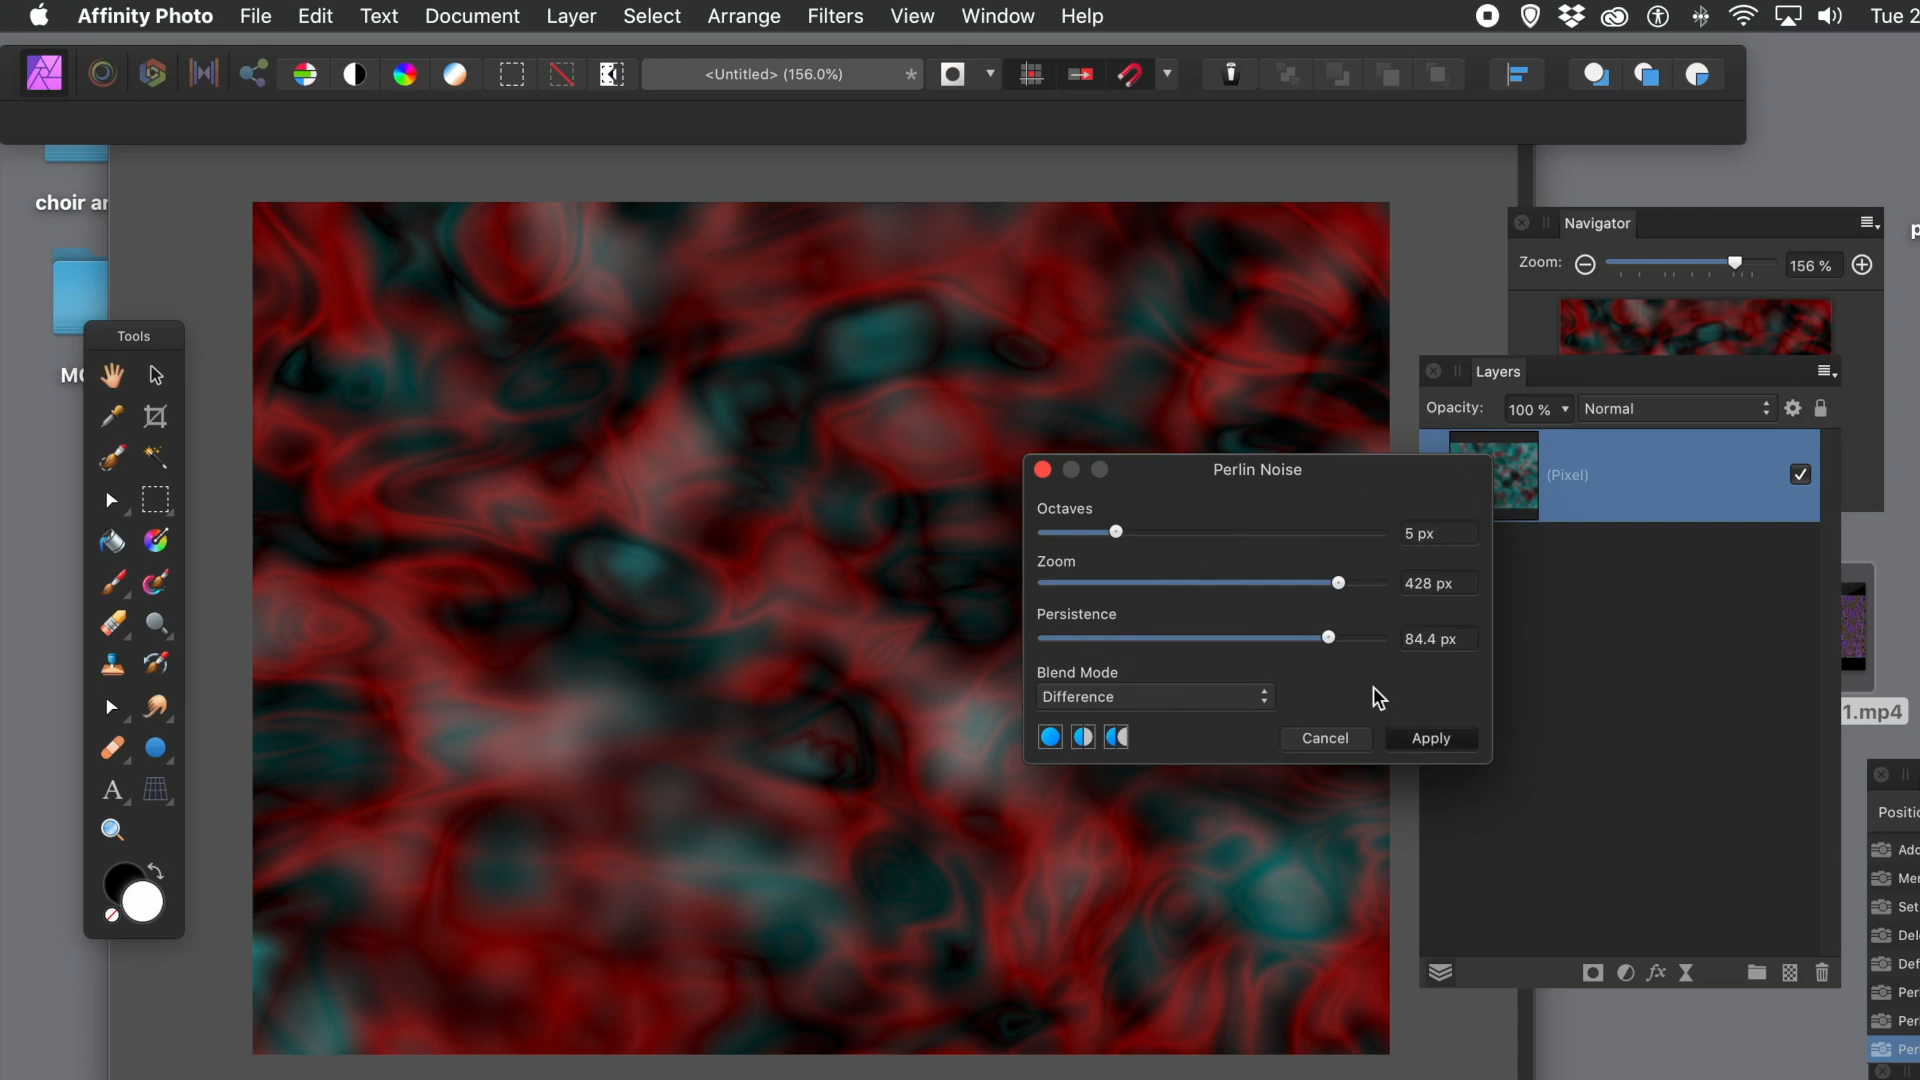 Affinity Photo File Edit Text Document Layer Select Arrange Filters View Window Help Tue 2
<Untitled> (156.0%) *
choir ar
Navigator
Zoom: 156 %
Tools
Layers
Opacity: 100 % Normal
(Pixel)
Perlin Noise
Octaves
5 px
Zoom
428 px
Persistence
84.4 px
Blend Mode
Difference
Cancel Apply
1.mp4
Positic
Add
Mer
Set
Del
Def
Per
Per
Per